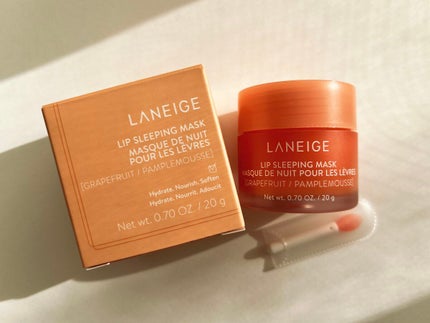 LANEIGE
LIP SLEEPING MASK
MASQUE DE NUIT
POUR LES LÈVRES
[GRAPEFRUIT / PAMPLEMOUSSE]
Hydrate, Nourish, Soften
Hydrate, Nourrit, Adoucit
Net wt. 0.70 OZ. / 20 g
LANEIGE
LIP SLEEPING MASK
MASQUE DE NUIT POUR LES LÈVRES
[GRAPEFRUIT / PAMPLEMOUSSE]
Net wt. 0.70 OZ. / 20 g